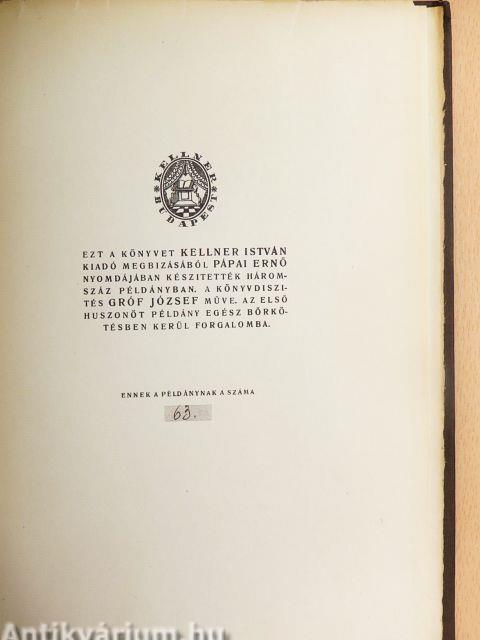 KELLNER
BUDAPEST
EZT A KÖNYVET KELLNER ISTVÁN
KIADÓ MEGBIZÁSÁBÓL PÁPAI ERNŐ
NYOMDÁJÁBAN KÉSZITETTÉK HÁROM-
SZÁZ PÉLDÁNYBAN. A KÖNYVDISZI-
TÉS GRÓF JÓZSEF MŰVE. AZ ELSŐ
HUSZONÖT PÉLDÁNY EGÉSZ BŐRKÖ-
TÉSBEN KERÜL FORGALOMBA.
ENNEK A PÉLDÁNYNAK A SZÁMA
63.
Antikvárium.hu